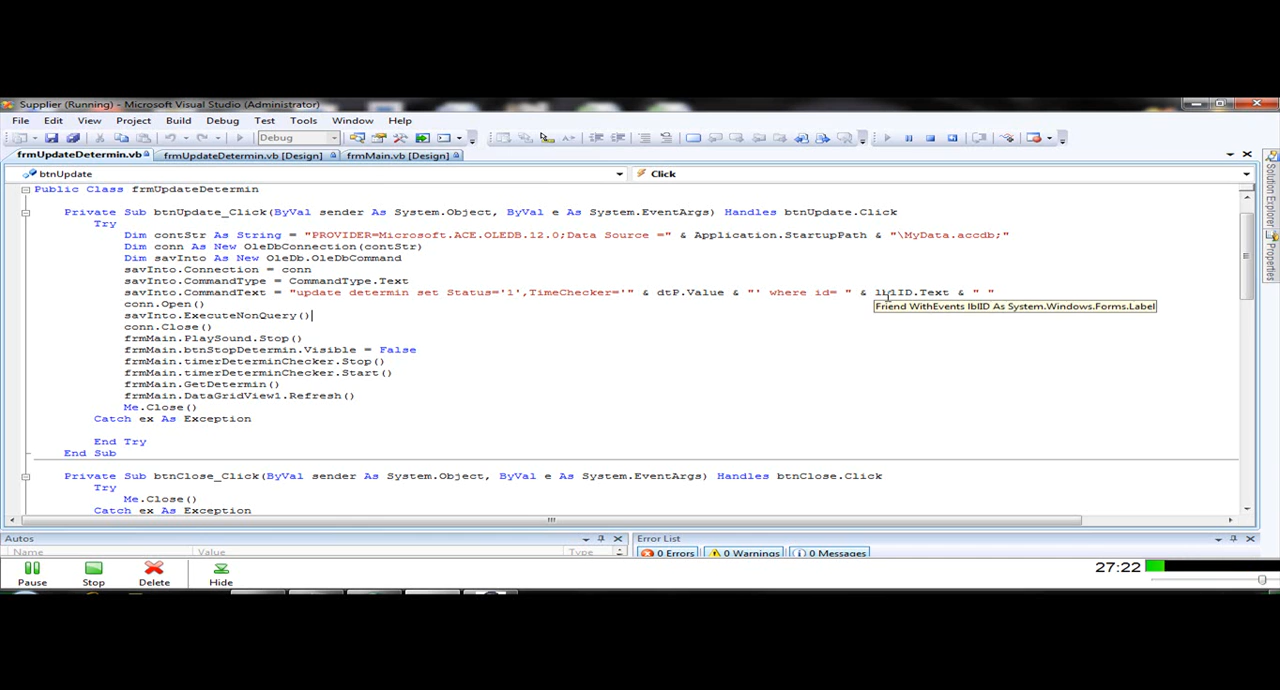 Supplier (Running) - Microsoft Visual Studio (Administrator)
File Edit View Project Build Debug Test Tools Window Help
Debug
frmUpdateDetermin.vb frmUpdateDetermin.vb [Design] frmMain.vb [Design]
btnUpdate Click
Public Class frmUpdateDetermin
Private Sub btnUpdate_Click(ByVal sender As System.Object, ByVal e As System.EventArgs) Handles btnUpdate.Click
Try
Dim contStr As String = "PROVIDER=Microsoft.ACE.OLEDB.12.0;Data Source =" & Application.StartupPath & "\MyData.accdb;"
Dim conn As New OleDbConnection(contStr)
Dim savInto As New OleDb.OleDbCommand
savInto.Connection = conn
savInto.CommandType = CommandType.Text
savInto.CommandText = "update determin set Status='1',TimeChecker='" & dtP.Value & "' where id= " & lblID.Text & " "
conn.Open()
Friend WithEvents lblID As System.Windows.Forms.Label
savInto.ExecuteNonQuery()
conn.Close()
frmMain.PlaySound.Stop()
frmMain.btnStopDetermin.Visible = False
frmMain.timerDeterminChecker.Stop()
frmMain.timerDeterminChecker.Start()
frmMain.GetDetermin()
frmMain.DataGridView1.Refresh()
Me.Close()
Catch ex As Exception
End Try
End Sub
Private Sub btnClose_Click(ByVal sender As System.Object, ByVal e As System.EventArgs) Handles btnClose.Click
Try
Me.Close()
Catch ex As Exception
Solution Explorer
Properties
Autos
Name Value Type
Error List
0 Errors 0 Warnings 0 Messages
Pause Stop Delete Hide
27:22